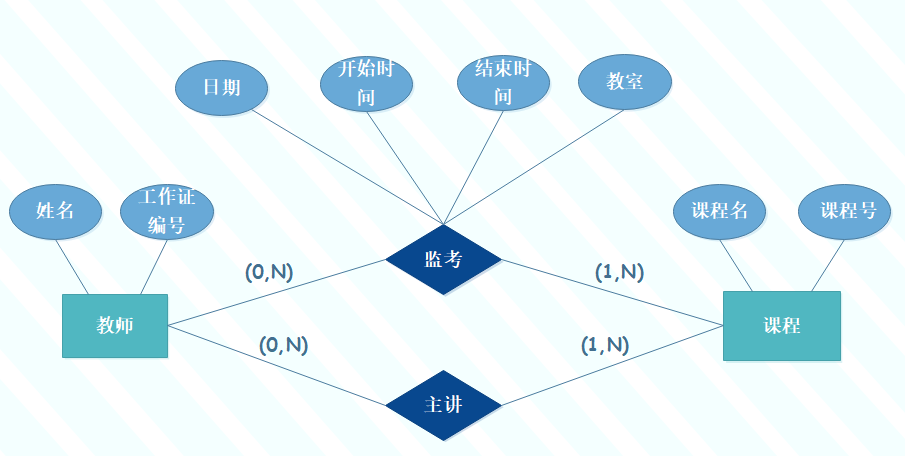 日期
开始时
间
结束时
间
教室
姓名
工作证
编号
课程名
课程号
监考
(0,N)
(1,N)
教师
课程
(0,N)
(1,N)
主讲